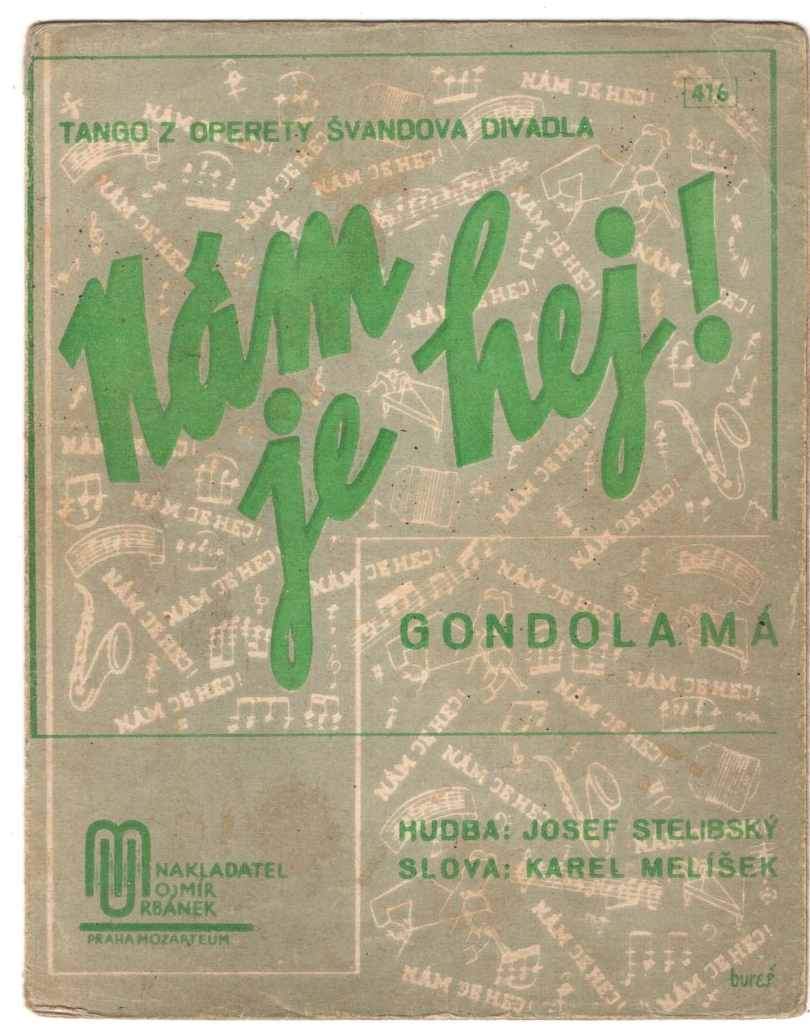 416
TANGO Z OPERETY ŠVANDOVA DIVADLA
Nám
je hej!
GONDOLA MÁ
HUDBA: JOSEF STELIBSKÝ
SLOVA: KAREL MELÍŠEK
NAKLADATEL
MOJMÍR
URBÁNEK
PRAHA MOZARTEUM
bureš